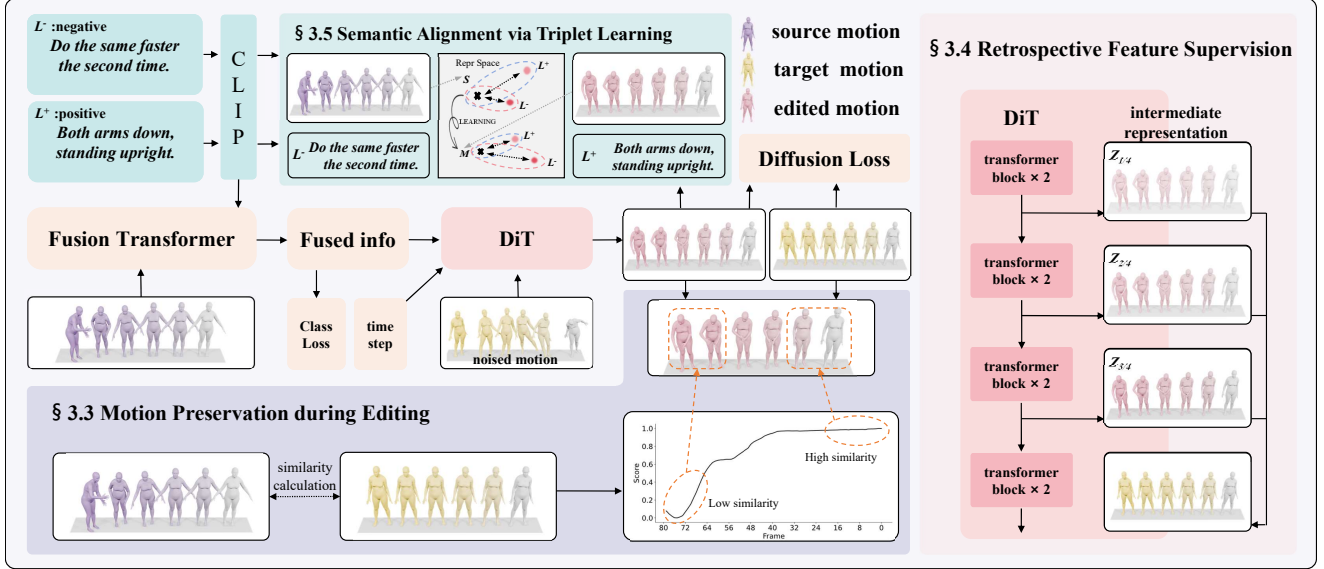 L⁻ :negative
Do the same faster
the second time.
L⁺ :positive
Both arms down,
standing upright.
C
L
I
P
§ 3.5 Semantic Alignment via Triplet Learning
Repr Space
S
L⁺
L⁻
LEARNING
M
L⁺
L⁻
L⁻ Do the same faster
the second time.
L⁺ Both arms down,
standing upright.
source motion
target motion
edited motion
Diffusion Loss
Fusion Transformer
Fused info
DiT
Class
Loss
time
step
noised motion
§ 3.3 Motion Preservation during Editing
similarity
calculation
Score
1.0
0.8
0.6
0.4
0.2
0.0
High similarity
Low similarity
80 72 64 56 48 40 32 24 16 8 0
Frame
§ 3.4 Retrospective Feature Supervision
DiT
intermediate
representation
transformer
block × 2
Z1/4
transformer
block × 2
Z2/4
transformer
block × 2
Z3/4
transformer
block × 2